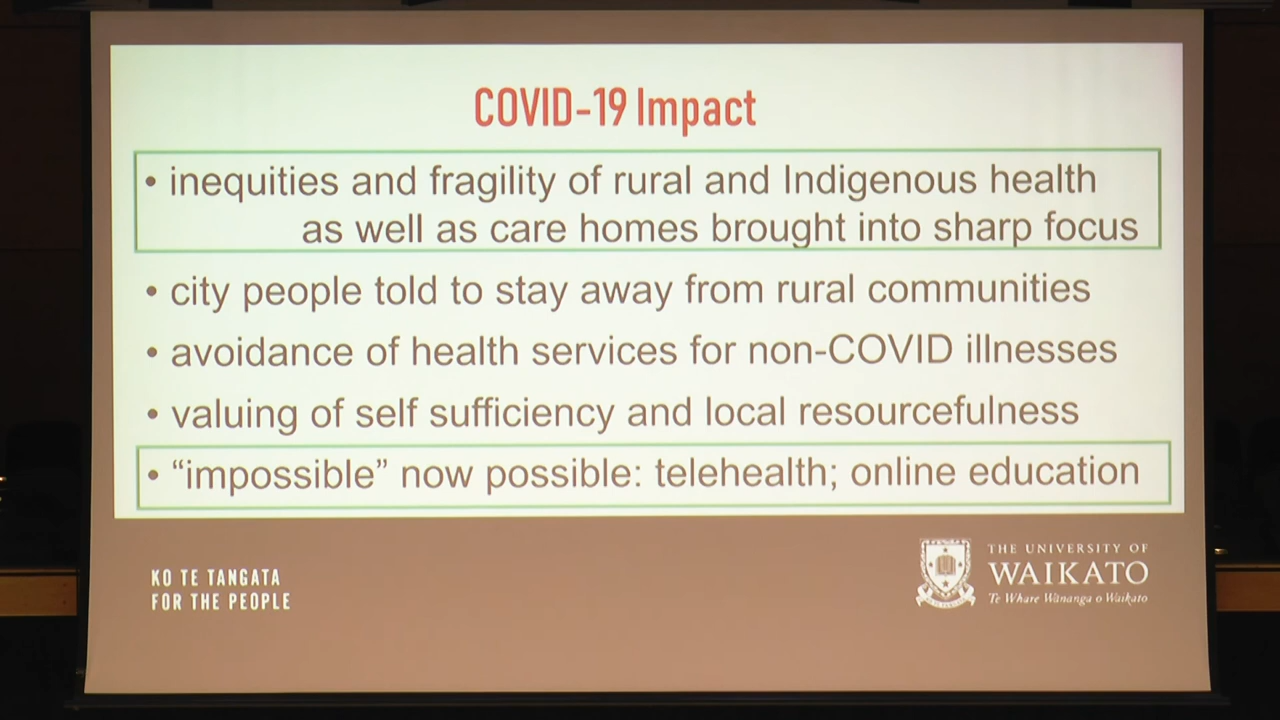 COVID-19 Impact
• inequities and fragility of rural and Indigenous health
as well as care homes brought into sharp focus
• city people told to stay away from rural communities
• avoidance of health services for non-COVID illnesses
• valuing of self sufficiency and local resourcefulness
• “impossible” now possible: telehealth; online education
KO TE TANGATA
FOR THE PEOPLE
THE UNIVERSITY OF
WAIKATO
Te Whare Wānanga o Waikato